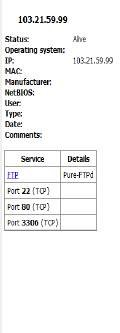 103.21.59.99
Status: Alive
Operating system:
IP: 103.21.59.99
MAC:
Manufacturer:
NetBIOS:
User:
Type:
Date:
Comments:
Service Details
FTP Pure-FTPd
Port 22 (TCP)
Port 80 (TCP)
Port 3306 (TCP)